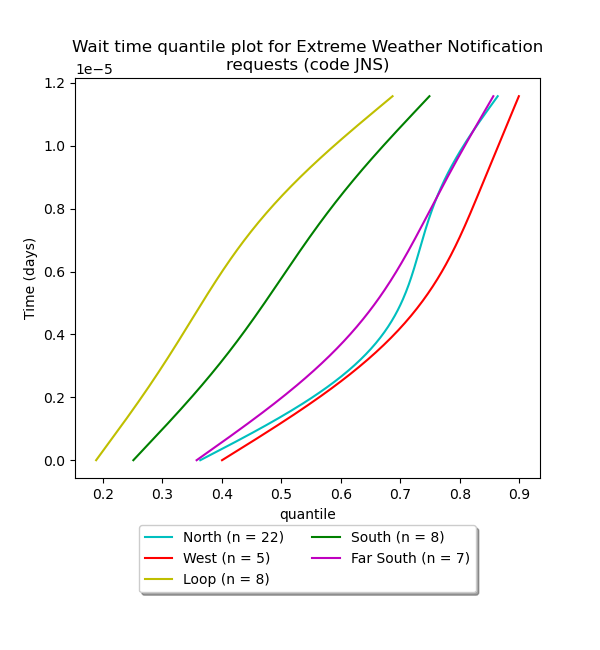 Wait time quantile plot for Extreme Weather Notification
requests (code JNS)
1e−5
1.2
1.0
0.8
0.6
0.4
0.2
0.0
Time (days)
0.2 0.3 0.4 0.5 0.6 0.7 0.8 0.9
quantile
North (n = 22) South (n = 8)
West (n = 5) Far South (n = 7)
Loop (n = 8)